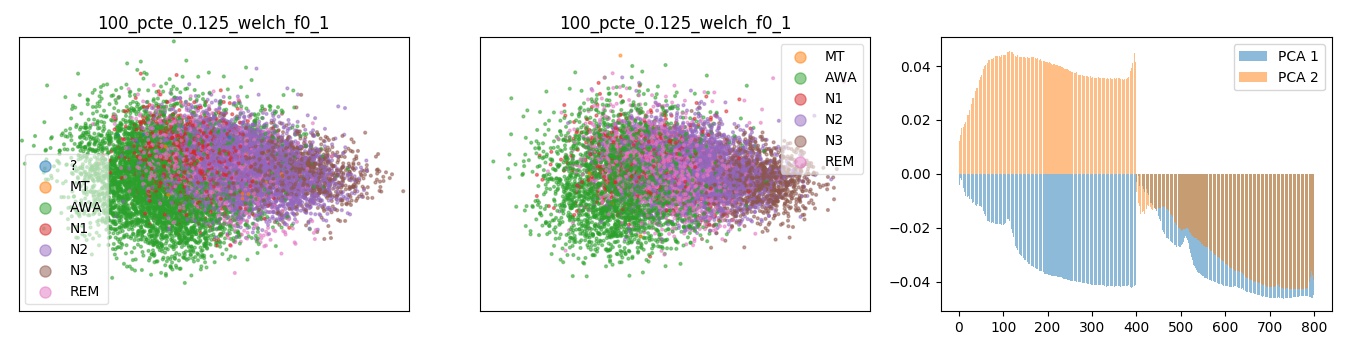 100_pcte_0.125_welch_f0_1
?
MT
AWA
N1
N2
N3
REM
100_pcte_0.125_welch_f0_1
MT
AWA
N1
N2
N3
REM
PCA 1
PCA 2
0.04
0.02
0.00
−0.02
−0.04
0 100 200 300 400 500 600 700 800